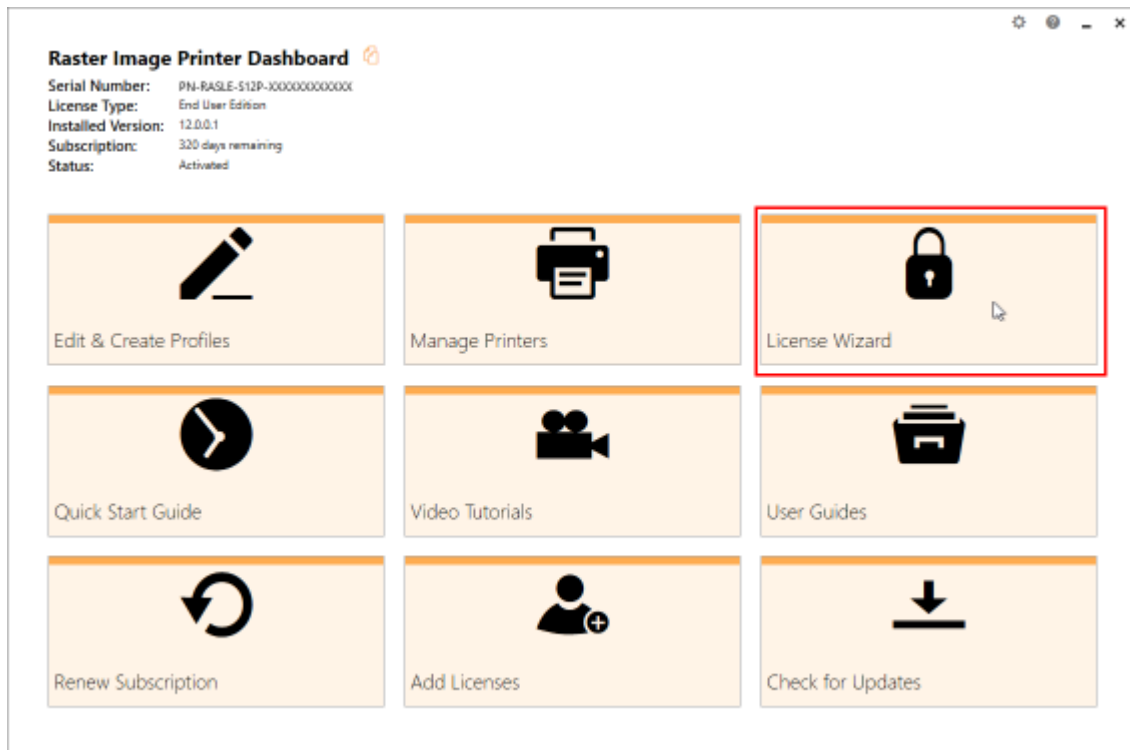 Raster Image Printer Dashboard
Serial Number: PN-RASLE-S12P-XXXXXXXXXXXX
License Type: End User Edition
Installed Version: 12.0.0.1
Subscription: 320 days remaining
Status: Activated
Edit & Create Profiles
Manage Printers
License Wizard
Quick Start Guide
Video Tutorials
User Guides
Renew Subscription
Add Licenses
Check for Updates